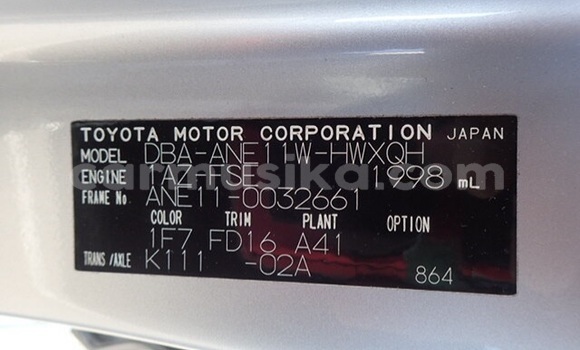 TOYOTA MOTOR CORPORATION JAPAN
MODEL DBA-ANE11W-HWXQH
ENGINE 1AZ-FSE 1998 mL
FRAME No ANE11-0032661
COLOR TRIM PLANT OPTION
1F7 FD16 A41
TRANS/AXLE K111 -02A
864